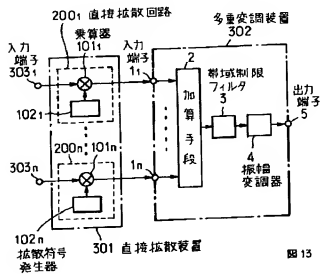 200₁ 直接拡散回路
多重変調装置
302
入力
端子
303₁
乗算器
101₁
入力
端子
1₁
102₁
2
加算手段
帯域制限
フィルタ
3
出力
端子
5
4
振幅
変調器
200n
101n
303n
1n
102n
拡散符号
発生器
301 直接拡散装置
図13